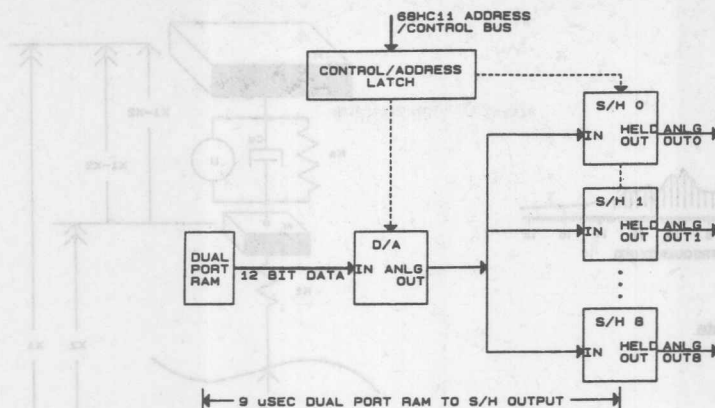 68HC11 ADDRESS
/CONTROL BUS
CONTROL/ADDRESS
LATCH
S/H 0
IN HELD ANLG
OUT OUT0
S/H 1
IN HELD ANLG
OUT OUT1
D/A
IN ANLG
OUT
DUAL
PORT
RAM
12 BIT DATA
S/H 8
IN HELD ANLG
OUT OUT8
9 uSEC DUAL PORT RAM TO S/H OUTPUT